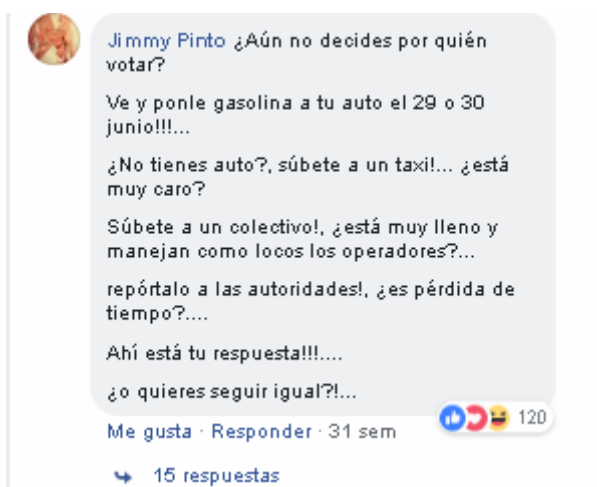 Jimmy Pinto ¿Aún no decides por quién
votar?
Ve y ponle gasolina a tu auto el 29 o 30
junio!!!...
¿No tienes auto?, súbete a un taxi!... ¿está
muy caro?
Súbete a un colectivo!, ¿está muy lleno y
manejan como locos los operadores?...
repórtalo a las autoridades!, ¿es pérdida de
tiempo?....
Ahí está tu respuesta!!!....
¿o quieres seguir igual?!...
120
Me gusta · Responder · 31 sem
15 respuestas